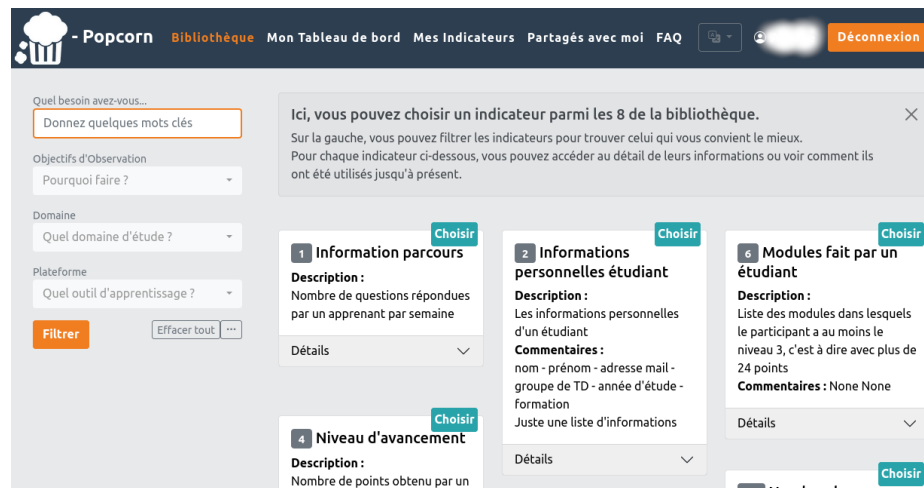 - Popcorn Bibliothèque Mon Tableau de bord Mes Indicateurs Partagés avec moi FAQ Déconnexion
Quel besoin avez-vous...
Donnez quelques mots clés
Objectifs d'Observation
Pourquoi faire ?
Domaine
Quel domaine d'étude ?
Plateforme
Quel outil d'apprentissage ?
Filtrer Effacer tout ...
Ici, vous pouvez choisir un indicateur parmi les 8 de la bibliothèque.
Sur la gauche, vous pouvez filtrer les indicateurs pour trouver celui qui vous convient le mieux.
Pour chaque indicateur ci-dessous, vous pouvez accéder au détail de leurs informations ou voir comment ils
ont été utilisés jusqu'à présent.
Choisir
1 Information parcours
Description :
Nombre de questions répondues
par un apprenant par semaine
Détails
Choisir
4 Niveau d'avancement
Description :
Nombre de points obtenu par un
Choisir
2 Informations
personnelles étudiant
Description :
Les informations personnelles
d'un étudiant
Commentaires :
nom - prénom - adresse mail -
groupe de TD - année d'étude -
formation
Juste une liste d'informations
Détails
Choisir
6 Modules fait par un
étudiant
Description :
Liste des modules dans lesquels
le participant a au moins le
niveau 3, c'est à dire avec plus de
24 points
Commentaires : None None
Détails
Choisir